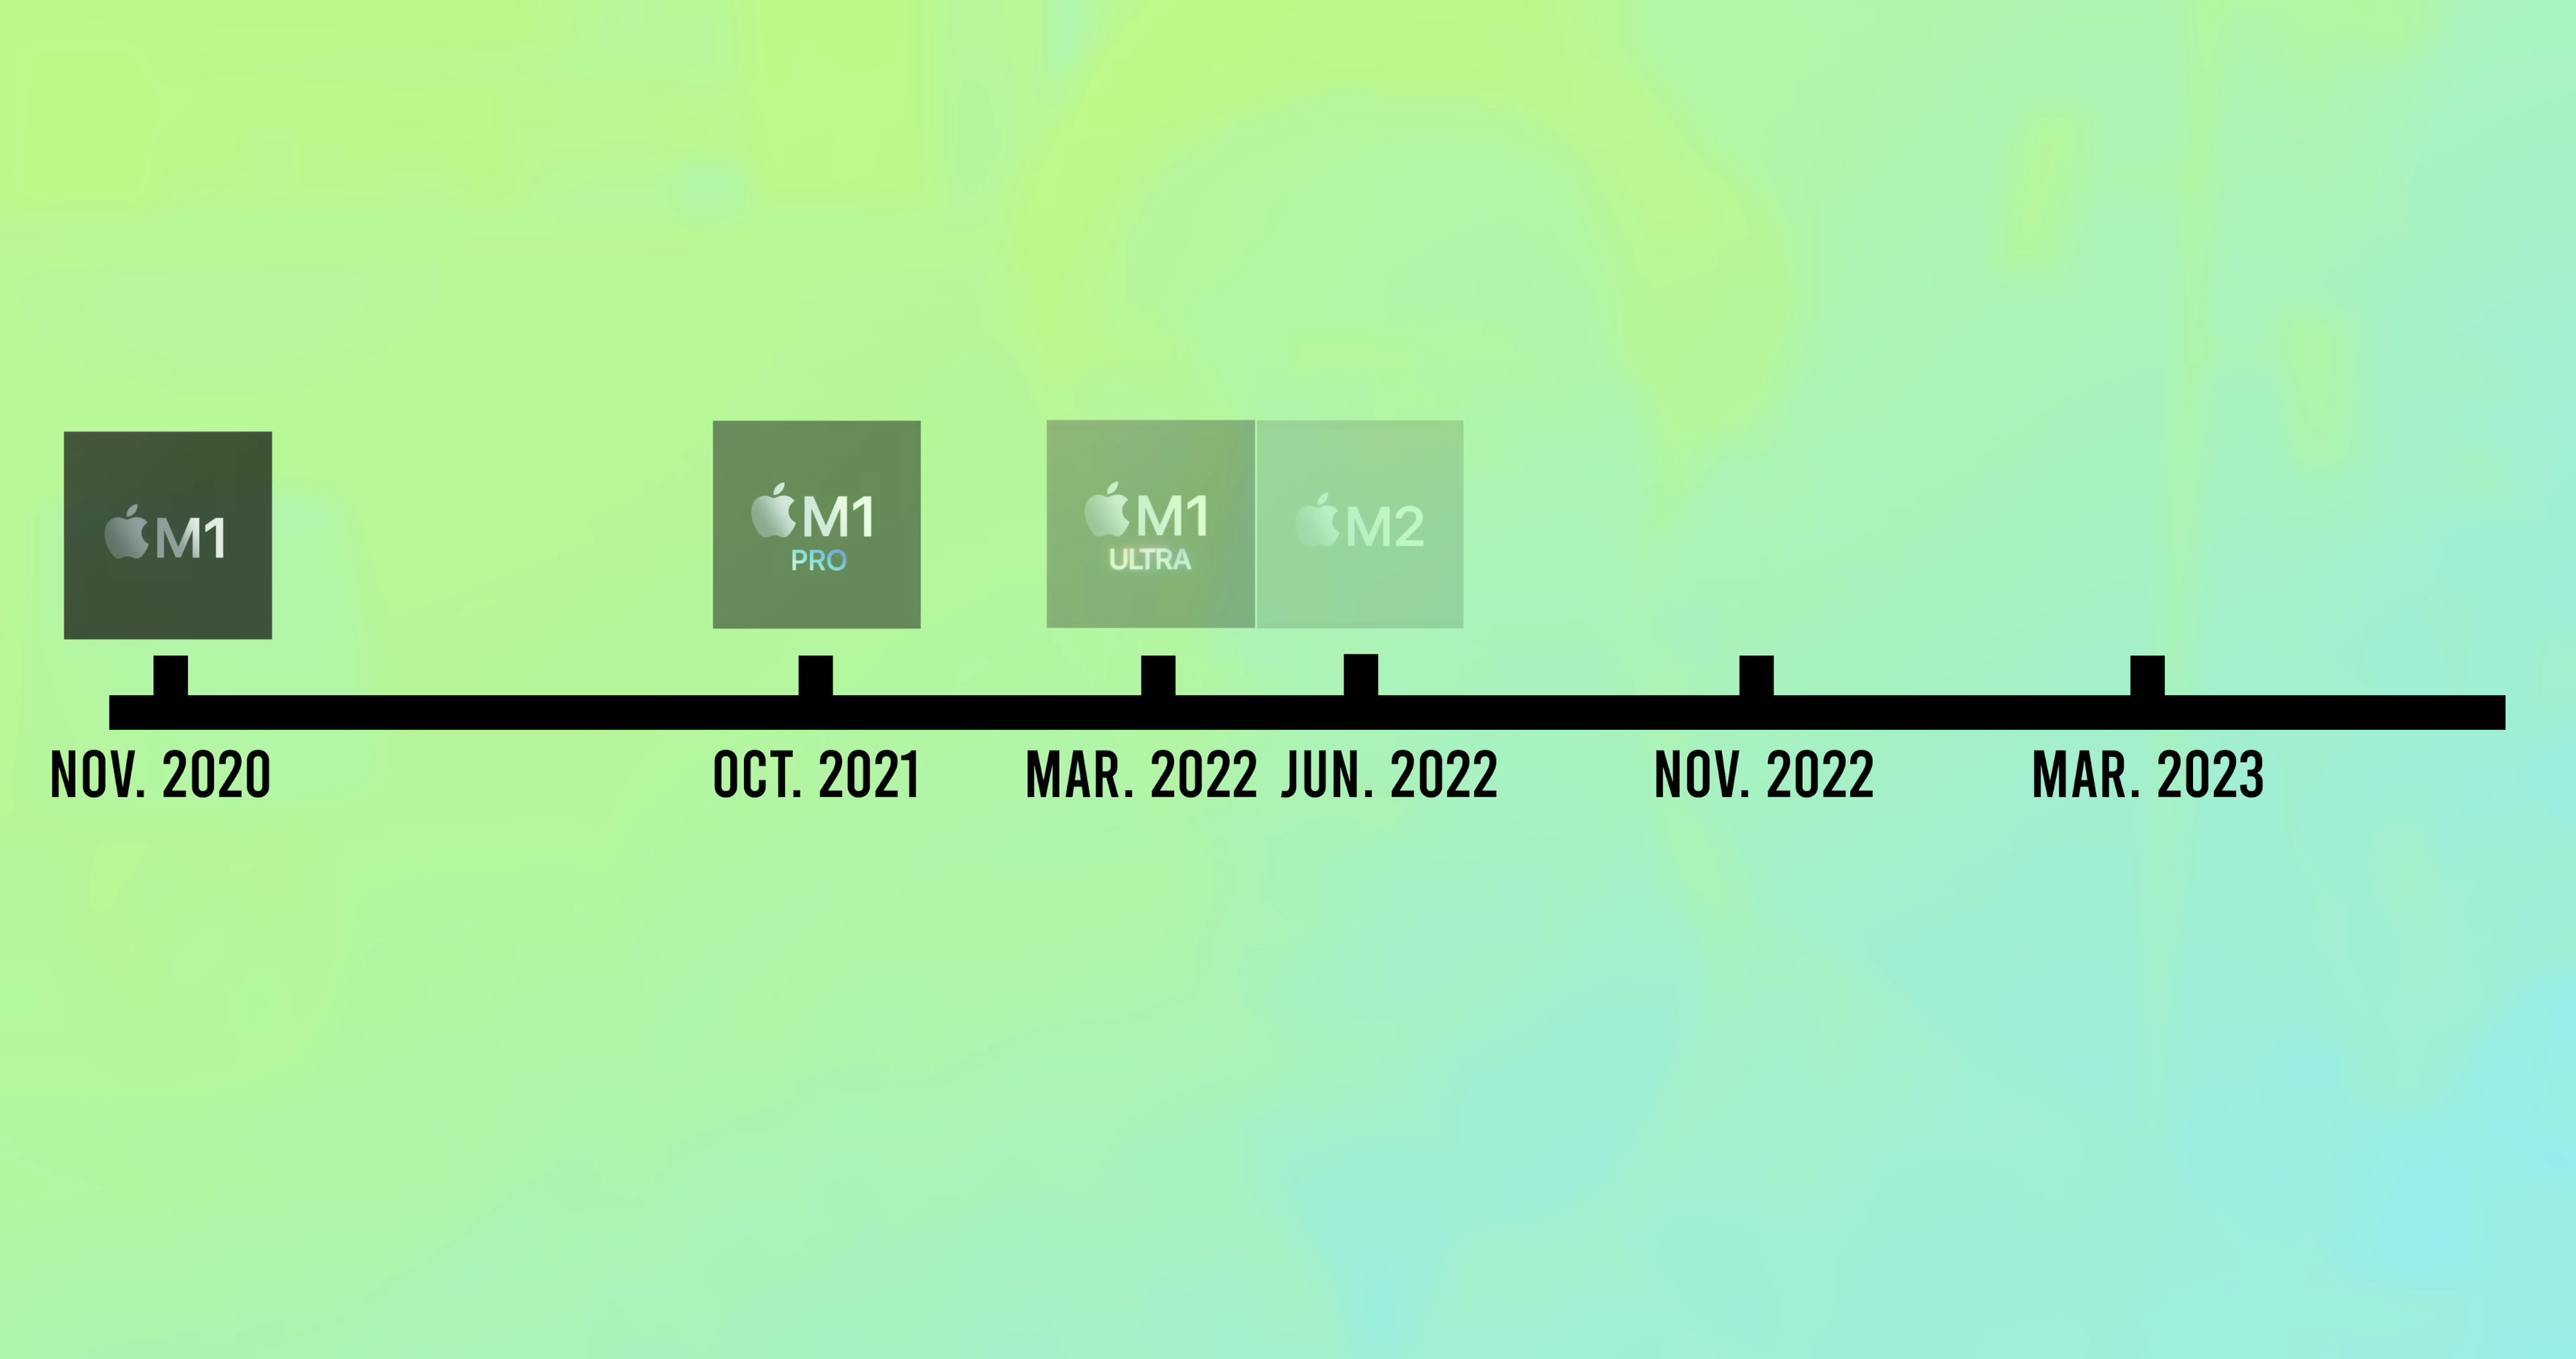 M1
M1
PRO
M1
ULTRA
M2
NOV. 2020
OCT. 2021
MAR. 2022
JUN. 2022
NOV. 2022
MAR. 2023